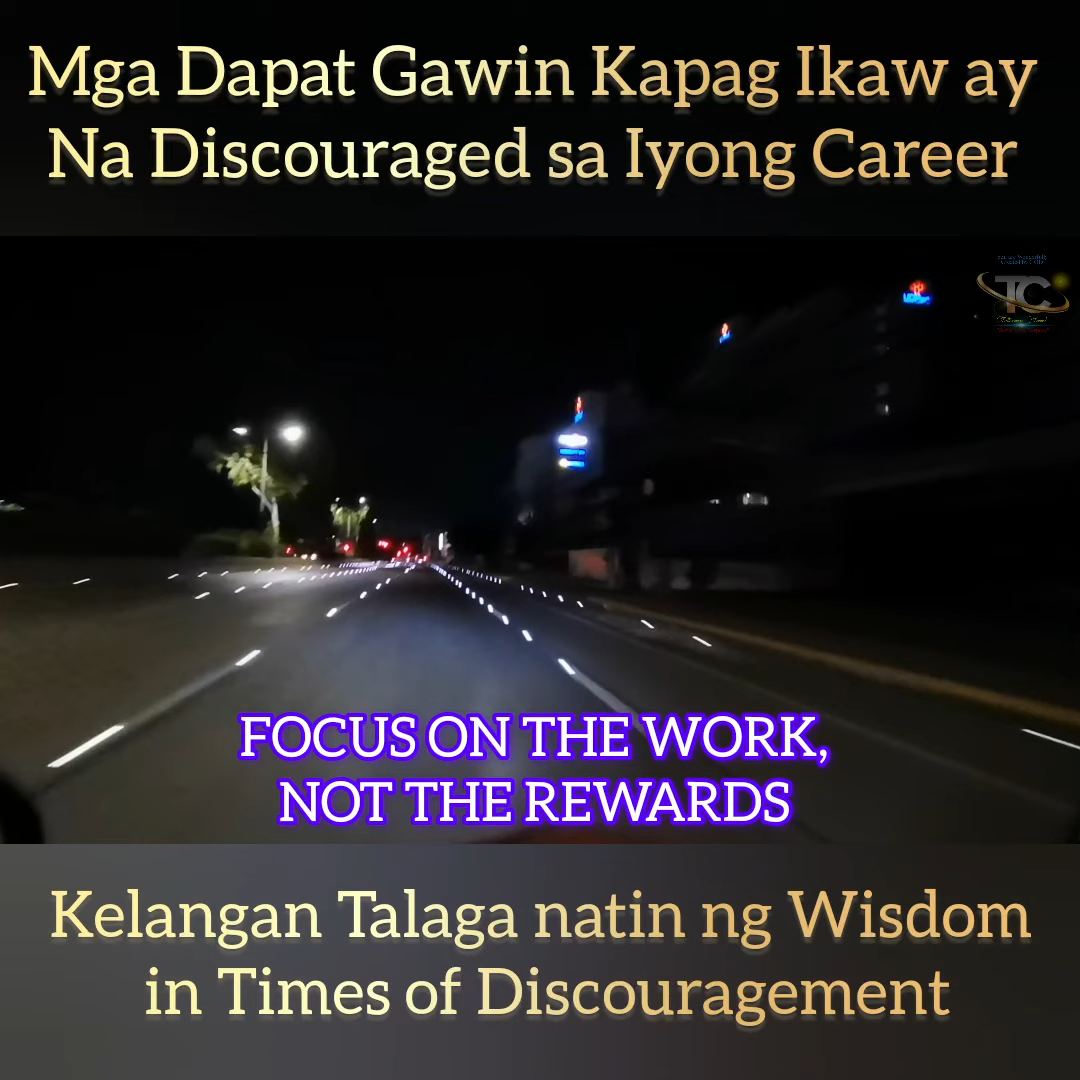 Mga Dapat Gawin Kapag Ikaw ay
Na Discouraged sa Iyong Career
TC
FOCUS ON THE WORK,
NOT THE REWARDS
Kelangan Talaga natin ng Wisdom
in Times of Discouragement